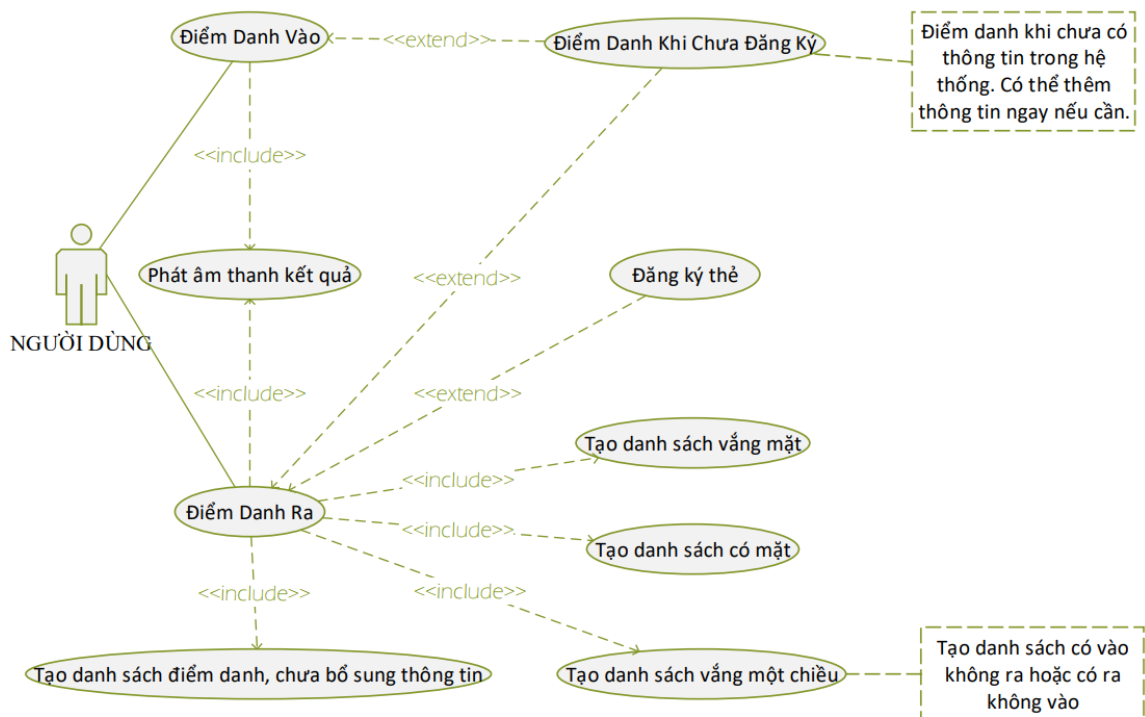 Điểm Danh Vào
<<extend>>
Điểm Danh Khi Chưa Đăng Ký
Điểm danh khi chưa có
thông tin trong hệ
thống. Có thể thêm
thông tin ngay nếu cần.
<<include>>
Phát âm thanh kết quả
<<extend>>
Đăng ký thẻ
NGƯỜI DÙNG
<<include>>
<<extend>>
Tạo danh sách vắng mặt
<<include>>
Điểm Danh Ra
<<include>>
Tạo danh sách có mặt
<<include>>
<<include>>
Tạo danh sách điểm danh, chưa bổ sung thông tin
Tạo danh sách vắng một chiều
Tạo danh sách có vào
không ra hoặc có ra
không vào